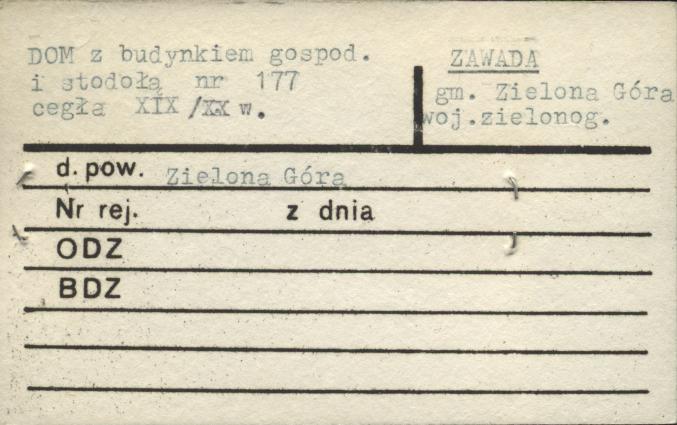 DOM z budynkiem gospod.
i stodołą nr 177
cegła XIX/XX w.
ZAWADA
gm. Zielona Góra
woj.zielonog.
d. pow. Zielona Góra
Nr rej. z dnia
ODZ
BDZ